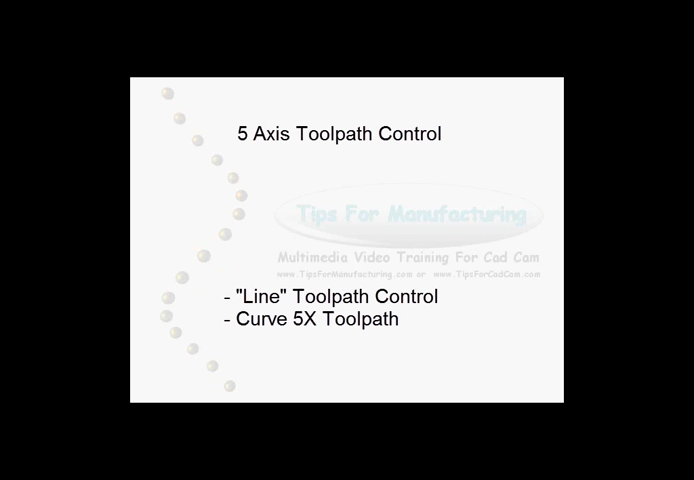 5 Axis Toolpath Control
Tips For Manufacturing
Multimedia Video Training For Cad Cam
www.TipsForManufacturing.com or www.TipsForCadCam.com
- "Line" Toolpath Control
- Curve 5X Toolpath